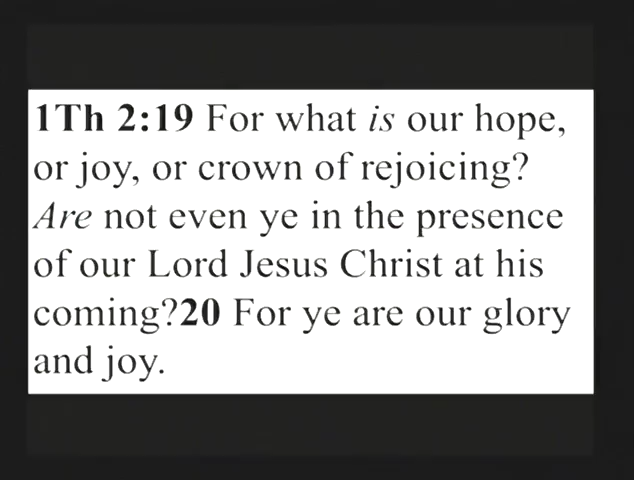 1Th 2:19 For what is our hope,
or joy, or crown of rejoicing?
Are not even ye in the presence
of our Lord Jesus Christ at his
coming?20 For ye are our glory
and joy.